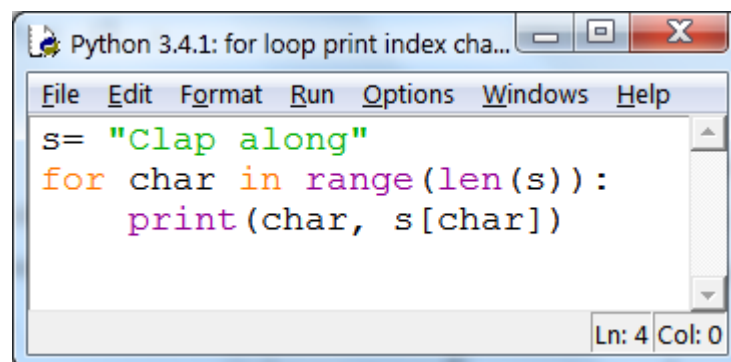 Python 3.4.1: for loop print index cha...
File Edit Format Run Options Windows Help
s= "Clap along"
for char in range(len(s)):
    print(char, s[char])
Ln: 4 Col: 0